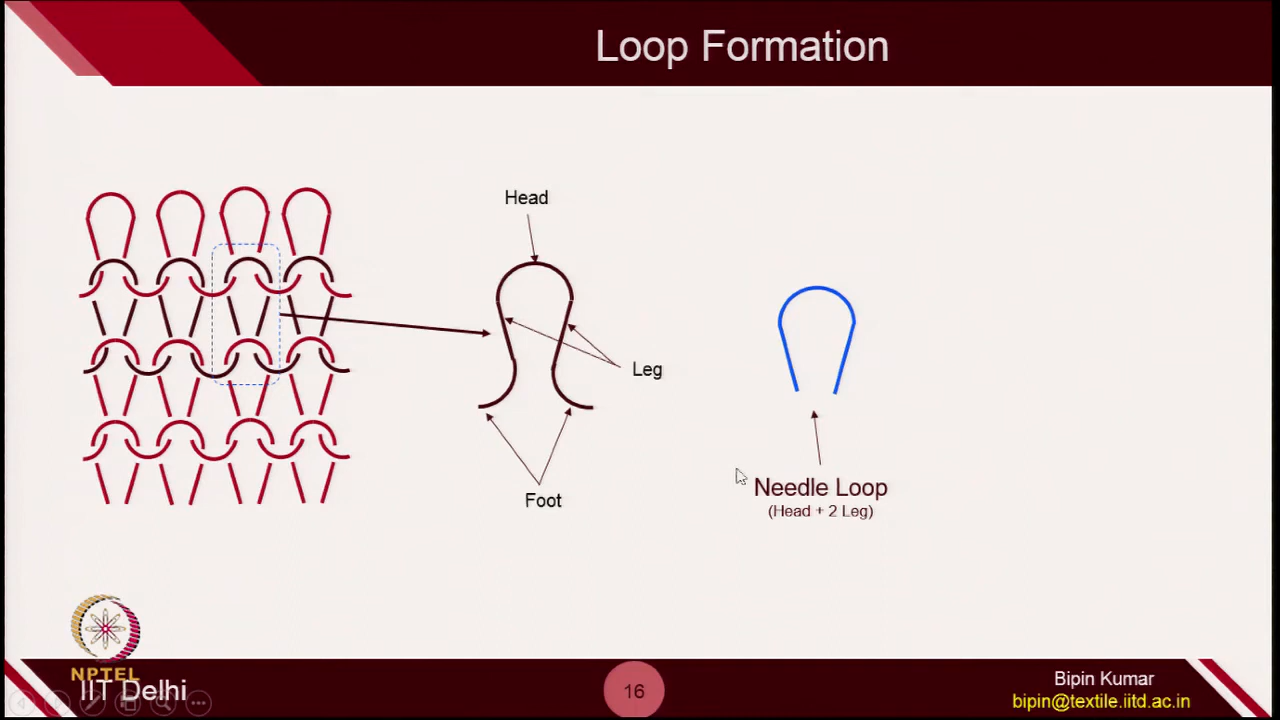 Loop Formation
Head
Leg
Foot
Needle Loop
(Head + 2 Leg)
NPTEL
IIT Delhi
16
Bipin Kumar
bipin@textile.iitd.ac.in